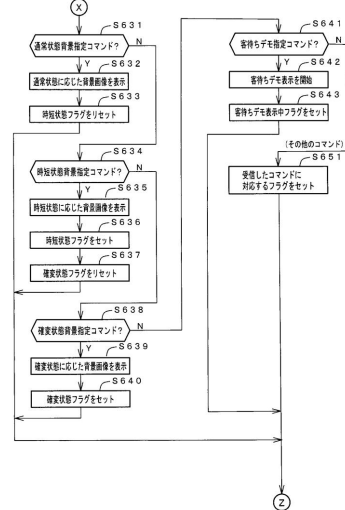 X
S631
通常状態背景指定コマンド?
N
Y
S632
通常状態に応じた背景画像を表示
S633
時短状態フラグをリセット
S634
時短状態背景指定コマンド?
N
Y
S635
時短状態に応じた背景画像を表示
S636
時短状態フラグをセット
S637
確変状態フラグをリセット
S638
確変状態背景指定コマンド?
N
Y
S639
確変状態に応じた背景画像を表示
S640
確変状態フラグをセット
S641
客待ちデモ指定コマンド?
N
Y
S642
客待ちデモ表示を開始
S643
客待ちデモ表示中フラグをセット
(その他のコマンド)
S651
受信したコマンドに
対応するフラグをセット
Z